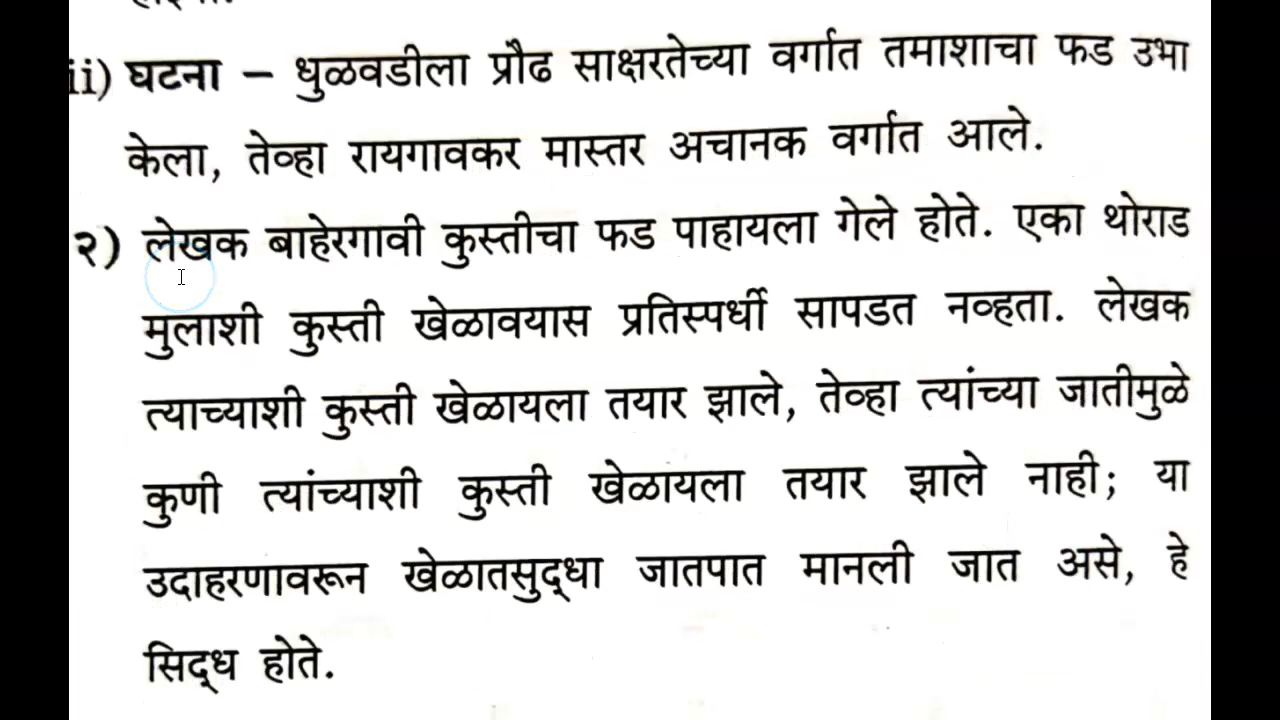 ii) घटना – धुळवडीला प्रौढ साक्षरतेच्या वर्गात तमाशाचा फड उभा
केला, तेव्हा रायगावकर मास्तर अचानक वर्गात आले.
२) लेखक बाहेरगावी कुस्तीचा फड पाहायला गेले होते. एका थोराड
मुलाशी कुस्ती खेळावयास प्रतिस्पर्धी सापडत नव्हता. लेखक
त्याच्याशी कुस्ती खेळायला तयार झाले, तेव्हा त्यांच्या जातीमुळे
कुणी त्यांच्याशी कुस्ती खेळायला तयार झाले नाही; या
उदाहरणावरून खेळातसुद्धा जातपात मानली जात असे, हे
सिद्ध होते.